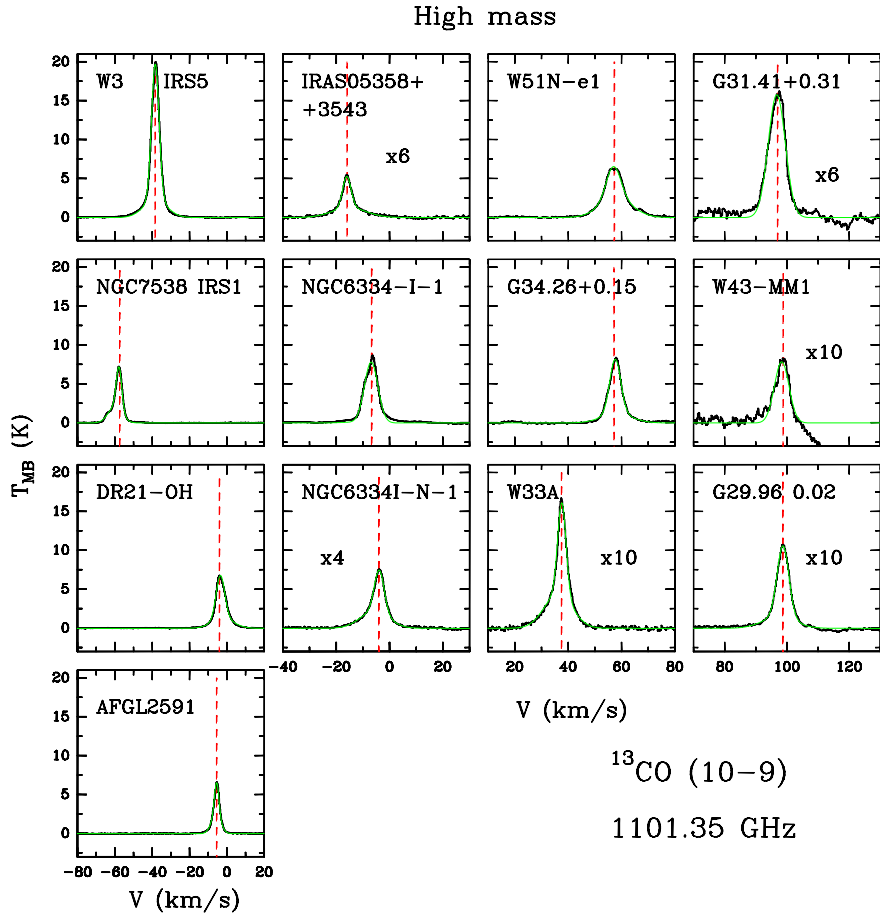 High mass
20
15
10
5
0
W3 IRS5
IRAS05358+
+3543
x6
W51N-e1
G31.41+0.31
x6
20
15
10
5
0
NGC7538 IRS1
NGC6334-I-1
G34.26+0.15
W43-MM1
x10
T_MB (K)
20
15
10
5
0
DR21-OH
NGC6334I-N-1
x4
W33A
x10
G29.96 0.02
x10
-40 -20 0 20
20 40 60 80
80 100 120
V (km/s)
20
15
10
5
0
AFGL2591
-80 -60 -40 -20 0 20
V (km/s)
¹³CO (10-9)
1101.35 GHz